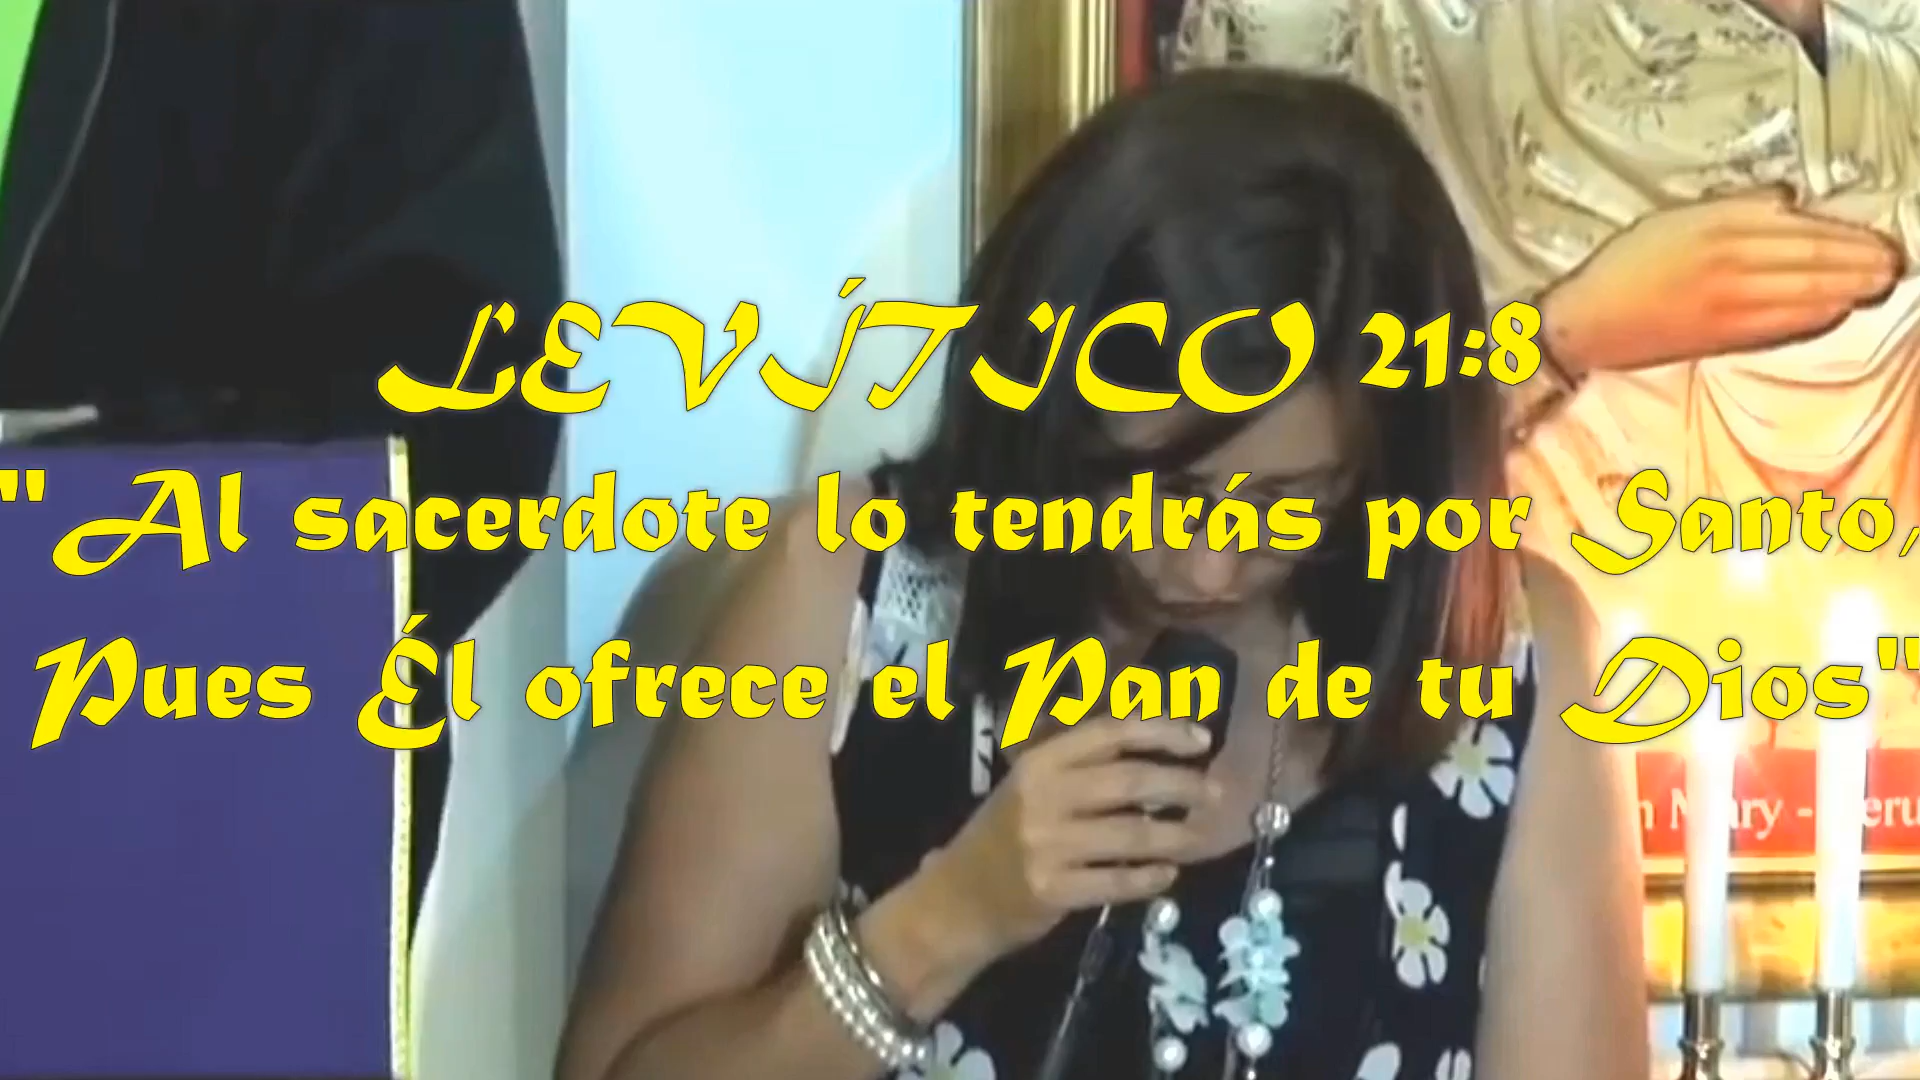 LEVÍTICO 21:8
"Al sacerdote lo tendrás por Santo,
Pues Él ofrece el Pan de tu Dios"